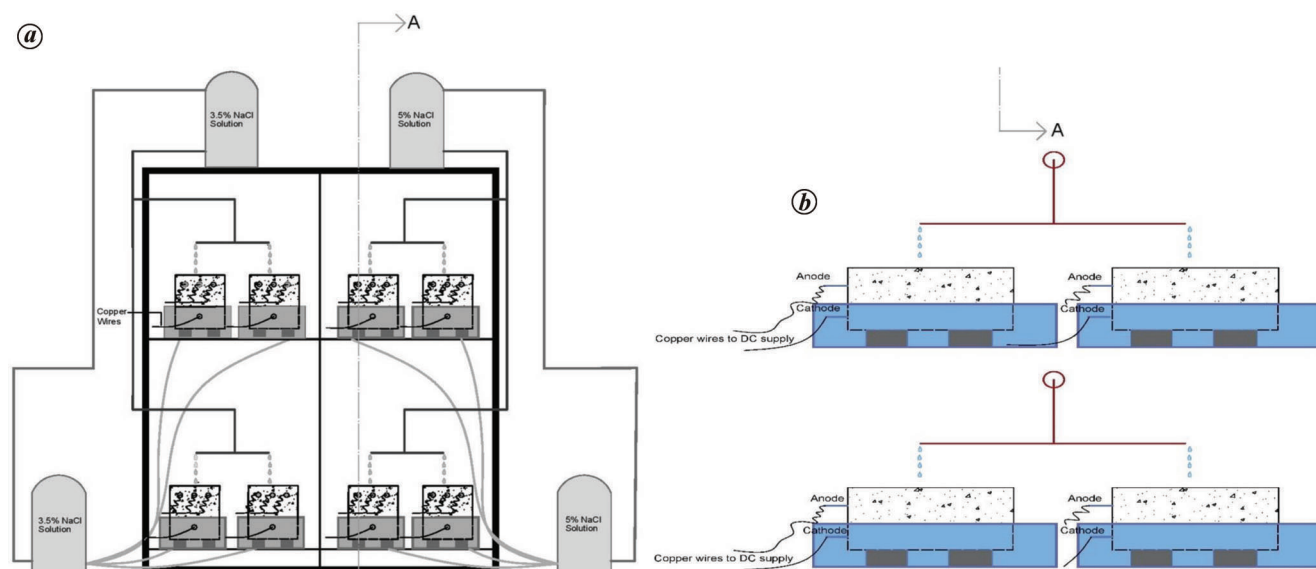 a
A
3.5% NaCl
Solution
5% NaCl
Solution
Copper
Wires
3.5% NaCl
Solution
5% NaCl
Solution
A
b
Anode
Anode
Cathode
Cathode
Copper wires to DC supply
Anode
Anode
Cathode
Cathode
Copper wires to DC supply